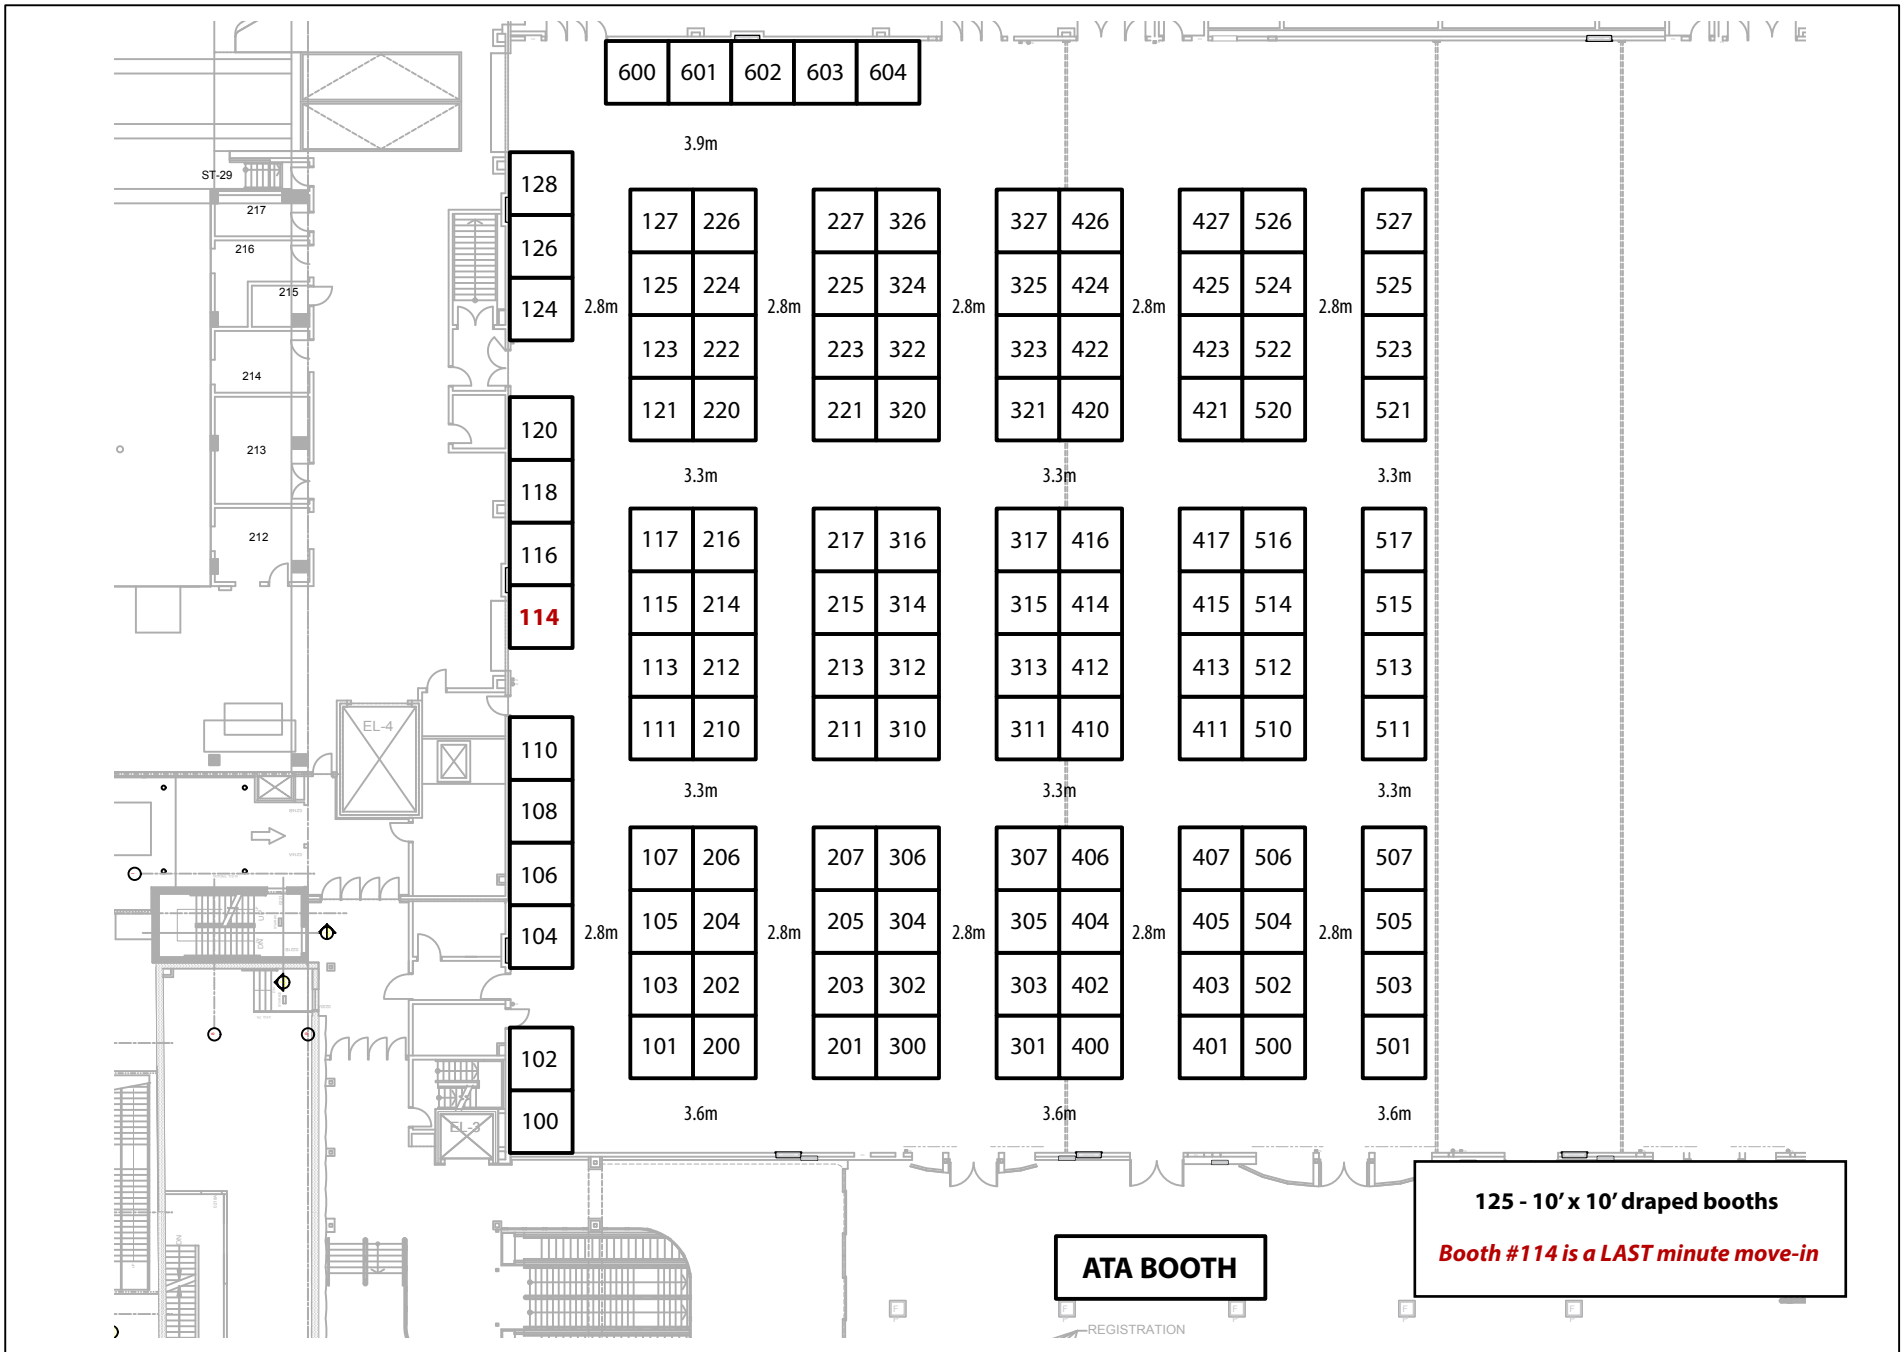 600 601 602 603 604
3.9m
128
ST-29
127 226 227 326 327 426 427 526 527
217
126
216
125 224 225 324 325 424 425 524 525
215
124 2.8m 2.8m 2.8m 2.8m 2.8m
123 222 223 322 323 422 423 522 523
214
121 220 221 320 321 420 421 520 521
120
213
3.3m 3.3m 3.3m
118
212
117 216 217 316 317 416 417 516 517
116
115 214 215 314 315 414 415 514 515
114
113 212 213 312 313 412 413 512 513
EL-4
111 210 211 310 311 410 411 510 511
110
3.3m 3.3m 3.3m
108
107 206 207 306 307 406 407 506 507
106
105 204 205 304 305 404 405 504 505
104 2.8m 2.8m 2.8m 2.8m 2.8m
UP
DN
103 202 203 302 303 402 403 502 503
101 200 201 300 301 400 401 500 501
102
3.6m 3.6m 3.6m
100
EL-3
125 - 10’ x 10’ draped booths
Booth #114 is a LAST minute move-in
ATA BOOTH
F F F F F
REGISTRATION